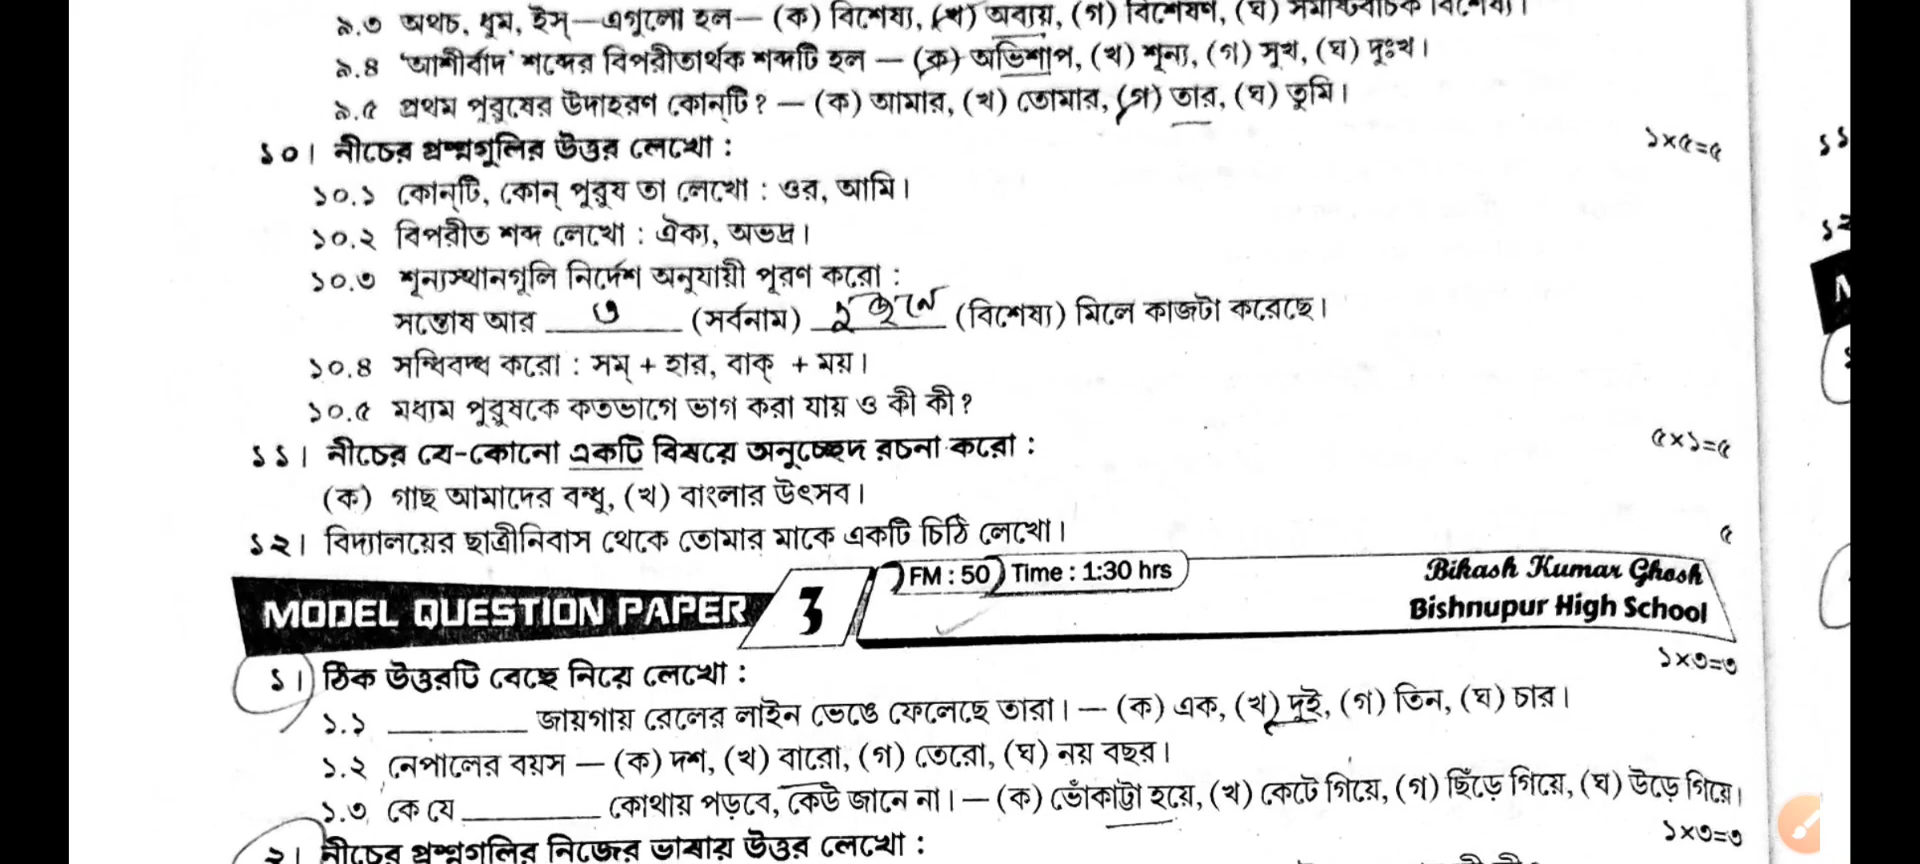 ৯.৩ অথচ, ধুম, ইস্—এগুলো হল— (ক) বিশেষ্য, (খ) অব্যয়, (গ) বিশেষণ, (ঘ) সমষ্টিবাচক বিশেষ্য।
৯.৪ 'আশীর্বাদ' শব্দের বিপরীতার্থক শব্দটি হল — (ক) অভিশাপ, (খ) শূন্য, (গ) সুখ, (ঘ) দুঃখ।
৯.৫ প্রথম পুরুষের উদাহরণ কোন্‌টি? — (ক) আমার, (খ) তোমার, (গ) তার, (ঘ) তুমি।
১০। নীচের প্রশ্নগুলির উত্তর লেখো : ১×৫=৫
১০.১ কোন্‌টি, কোন্ পুরুষ তা লেখো : ওর, আমি।
১০.২ বিপরীত শব্দ লেখো : ঐক্য, অভদ্র।
১০.৩ শূন্যস্থানগুলি নির্দেশ অনুযায়ী পূরণ করো :
সন্তোষ আর ও (সর্বনাম) দুজনে (বিশেষ্য) মিলে কাজটা করেছে।
১০.৪ সন্ধিবদ্ধ করো : সম্ + হার, বাক্ + ময়।
১০.৫ মধ্যম পুরুষকে কতভাগে ভাগ করা যায় ও কী কী?
১১। নীচের যে-কোনো একটি বিষয়ে অনুচ্ছেদ রচনা করো : ৫×১=৫
(ক) গাছ আমাদের বন্ধু, (খ) বাংলার উৎসব।
১২। বিদ্যালয়ের ছাত্রীনিবাস থেকে তোমার মাকে একটি চিঠি লেখো। ৫
MODEL QUESTION PAPER 3 FM : 50 Time : 1:30 hrs Bikash Kumar Ghosh
Bishnupur High School
১। ঠিক উত্তরটি বেছে নিয়ে লেখো : ১×৩=৩
১.১ ________ জায়গায় রেলের লাইন ভেঙে ফেলেছে তারা। — (ক) এক, (খ) দুই, (গ) তিন, (ঘ) চার।
১.২ নেপালের বয়স — (ক) দশ, (খ) বারো, (গ) তেরো, (ঘ) নয় বছর।
১.৩ কে যে ________ কোথায় পড়বে, কেউ জানে না। — (ক) ভোঁকাট্টা হয়ে, (খ) কেটে গিয়ে, (গ) ছিঁড়ে গিয়ে, (ঘ) উড়ে গিয়ে।
২। নীচের প্রশ্নগুলির নিজের ভাষায় উত্তর লেখো : ১×৩=৩
১১
১২